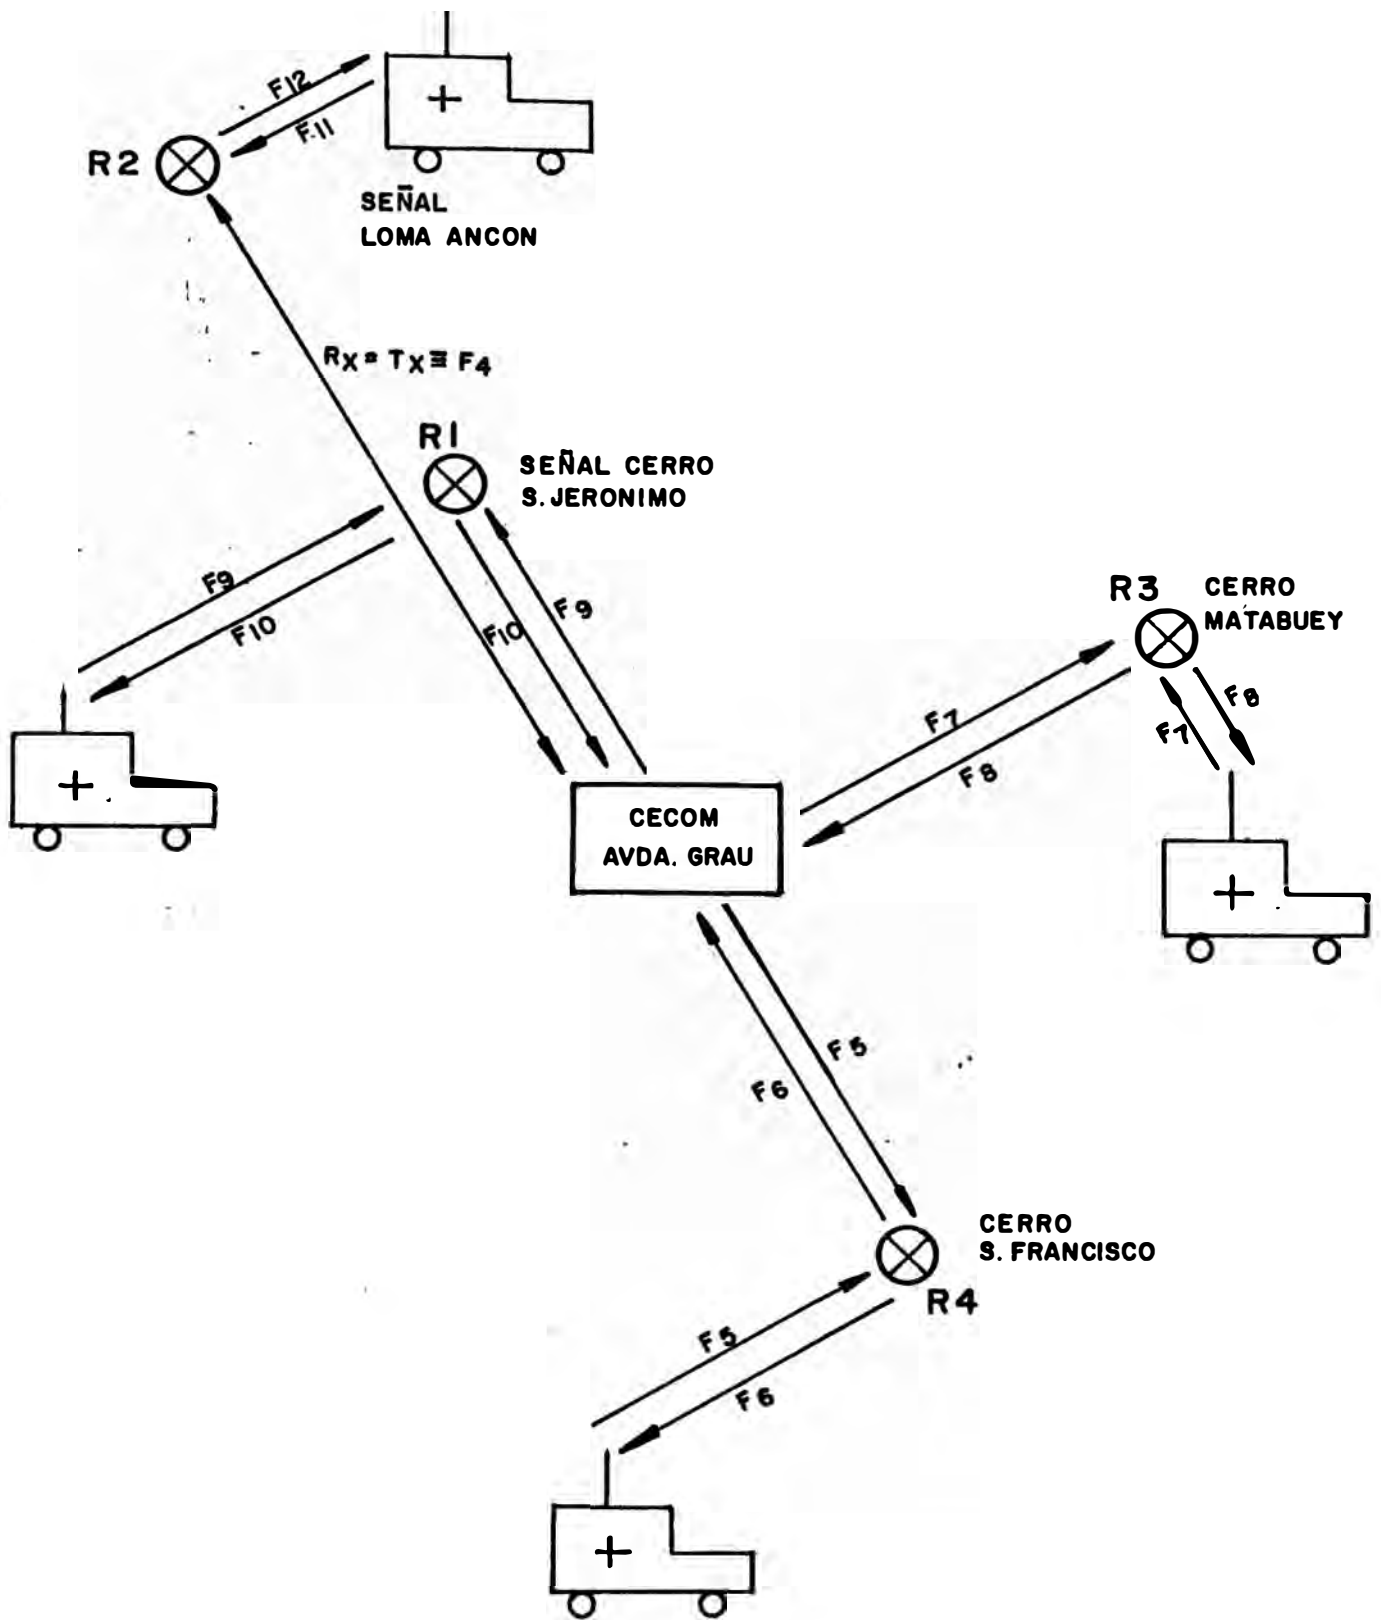 F12
F11
R2
SEÑAL
LOMA ANCON
RX = TX ≡ F4
R1
SEÑAL CERRO
S. JERONIMO
F9
F10
F10
F9
R3
CERRO
MATABUEY
F7
F8
F7
F8
CECOM
AVDA. GRAU
F5
F6
CERRO
S. FRANCISCO
R4
F5
F6